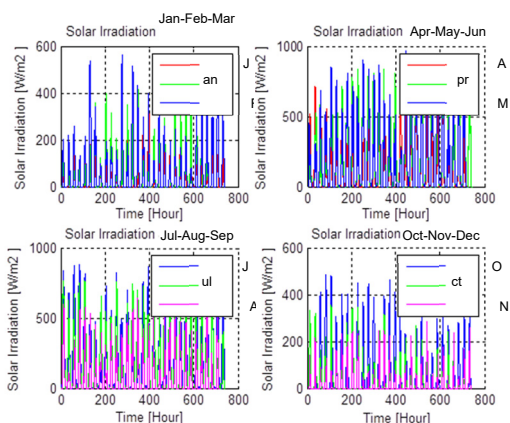 Jan-Feb-Mar
Solar Irradiation
600
400
200
0
Solar Irradiation [W/m2 ]
J
an
F
0 200 400 600 800
Time [Hour]
Apr-May-Jun
Solar Irradiation
1000
500
0
Solar Irradiation [W/m2 ]
A
pr
M
0 200 400 600 800
Time [Hour]
Solar Irradiation Jul-Aug-Sep
1000
500
0
Solar Irradiation [W/m2 ]
J
ul
A
0 200 400 600 800
Time [Hour]
Solar Irradiation Oct-Nov-Dec
600
400
200
0
Solar Irradiation [W/m2 ]
O
ct
N
0 200 400 600 800
Time [Hour]